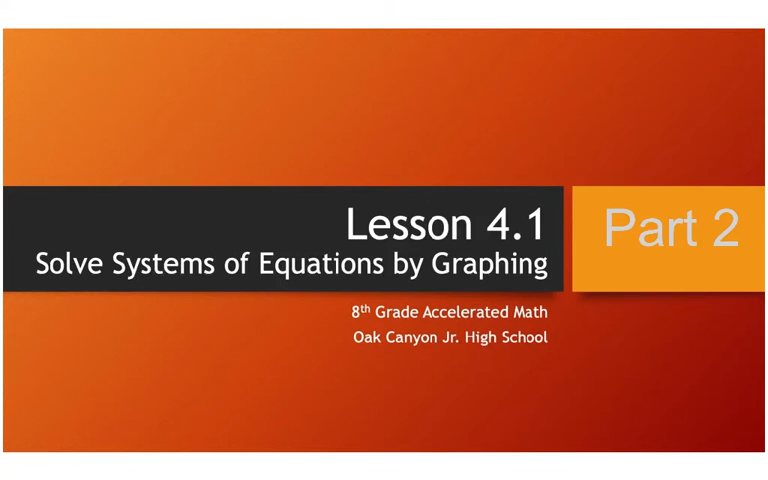 Lesson 4.1
Part 2
Solve Systems of Equations by Graphing
8th Grade Accelerated Math
Oak Canyon Jr. High School